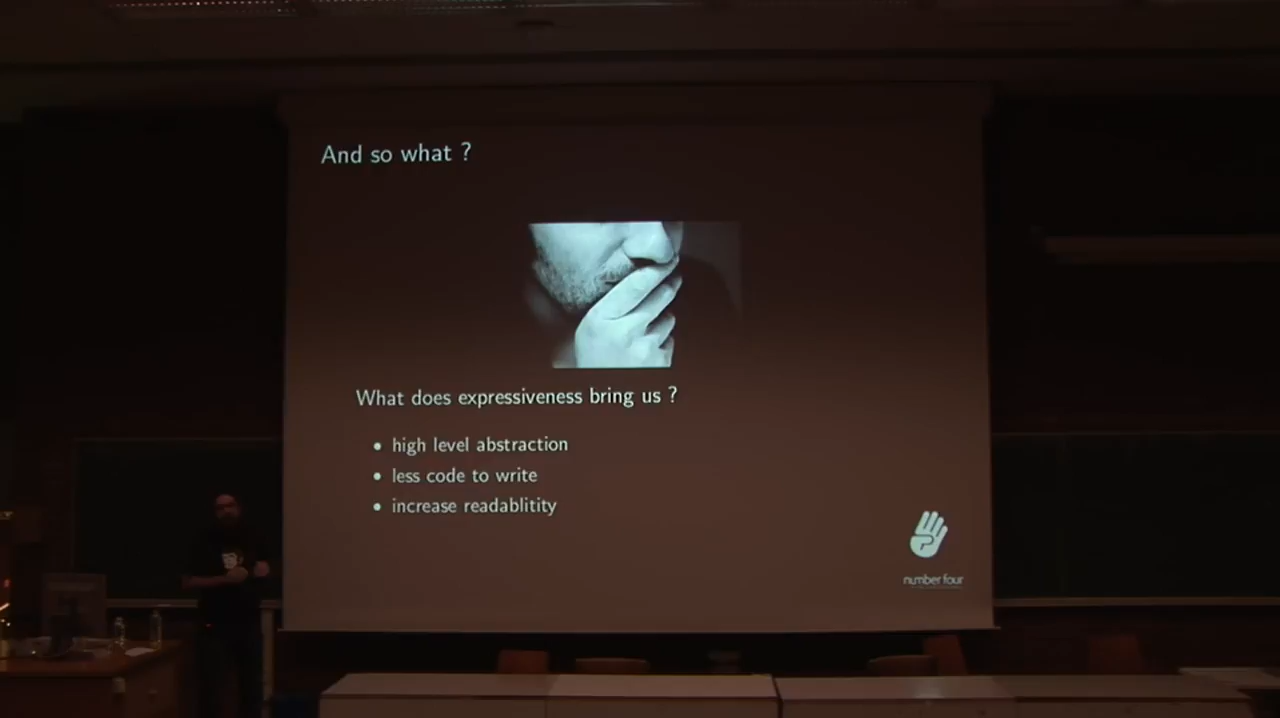 And so what ?
What does expressiveness bring us ?
• high level abstraction
• less code to write
• increase readablitity
number four